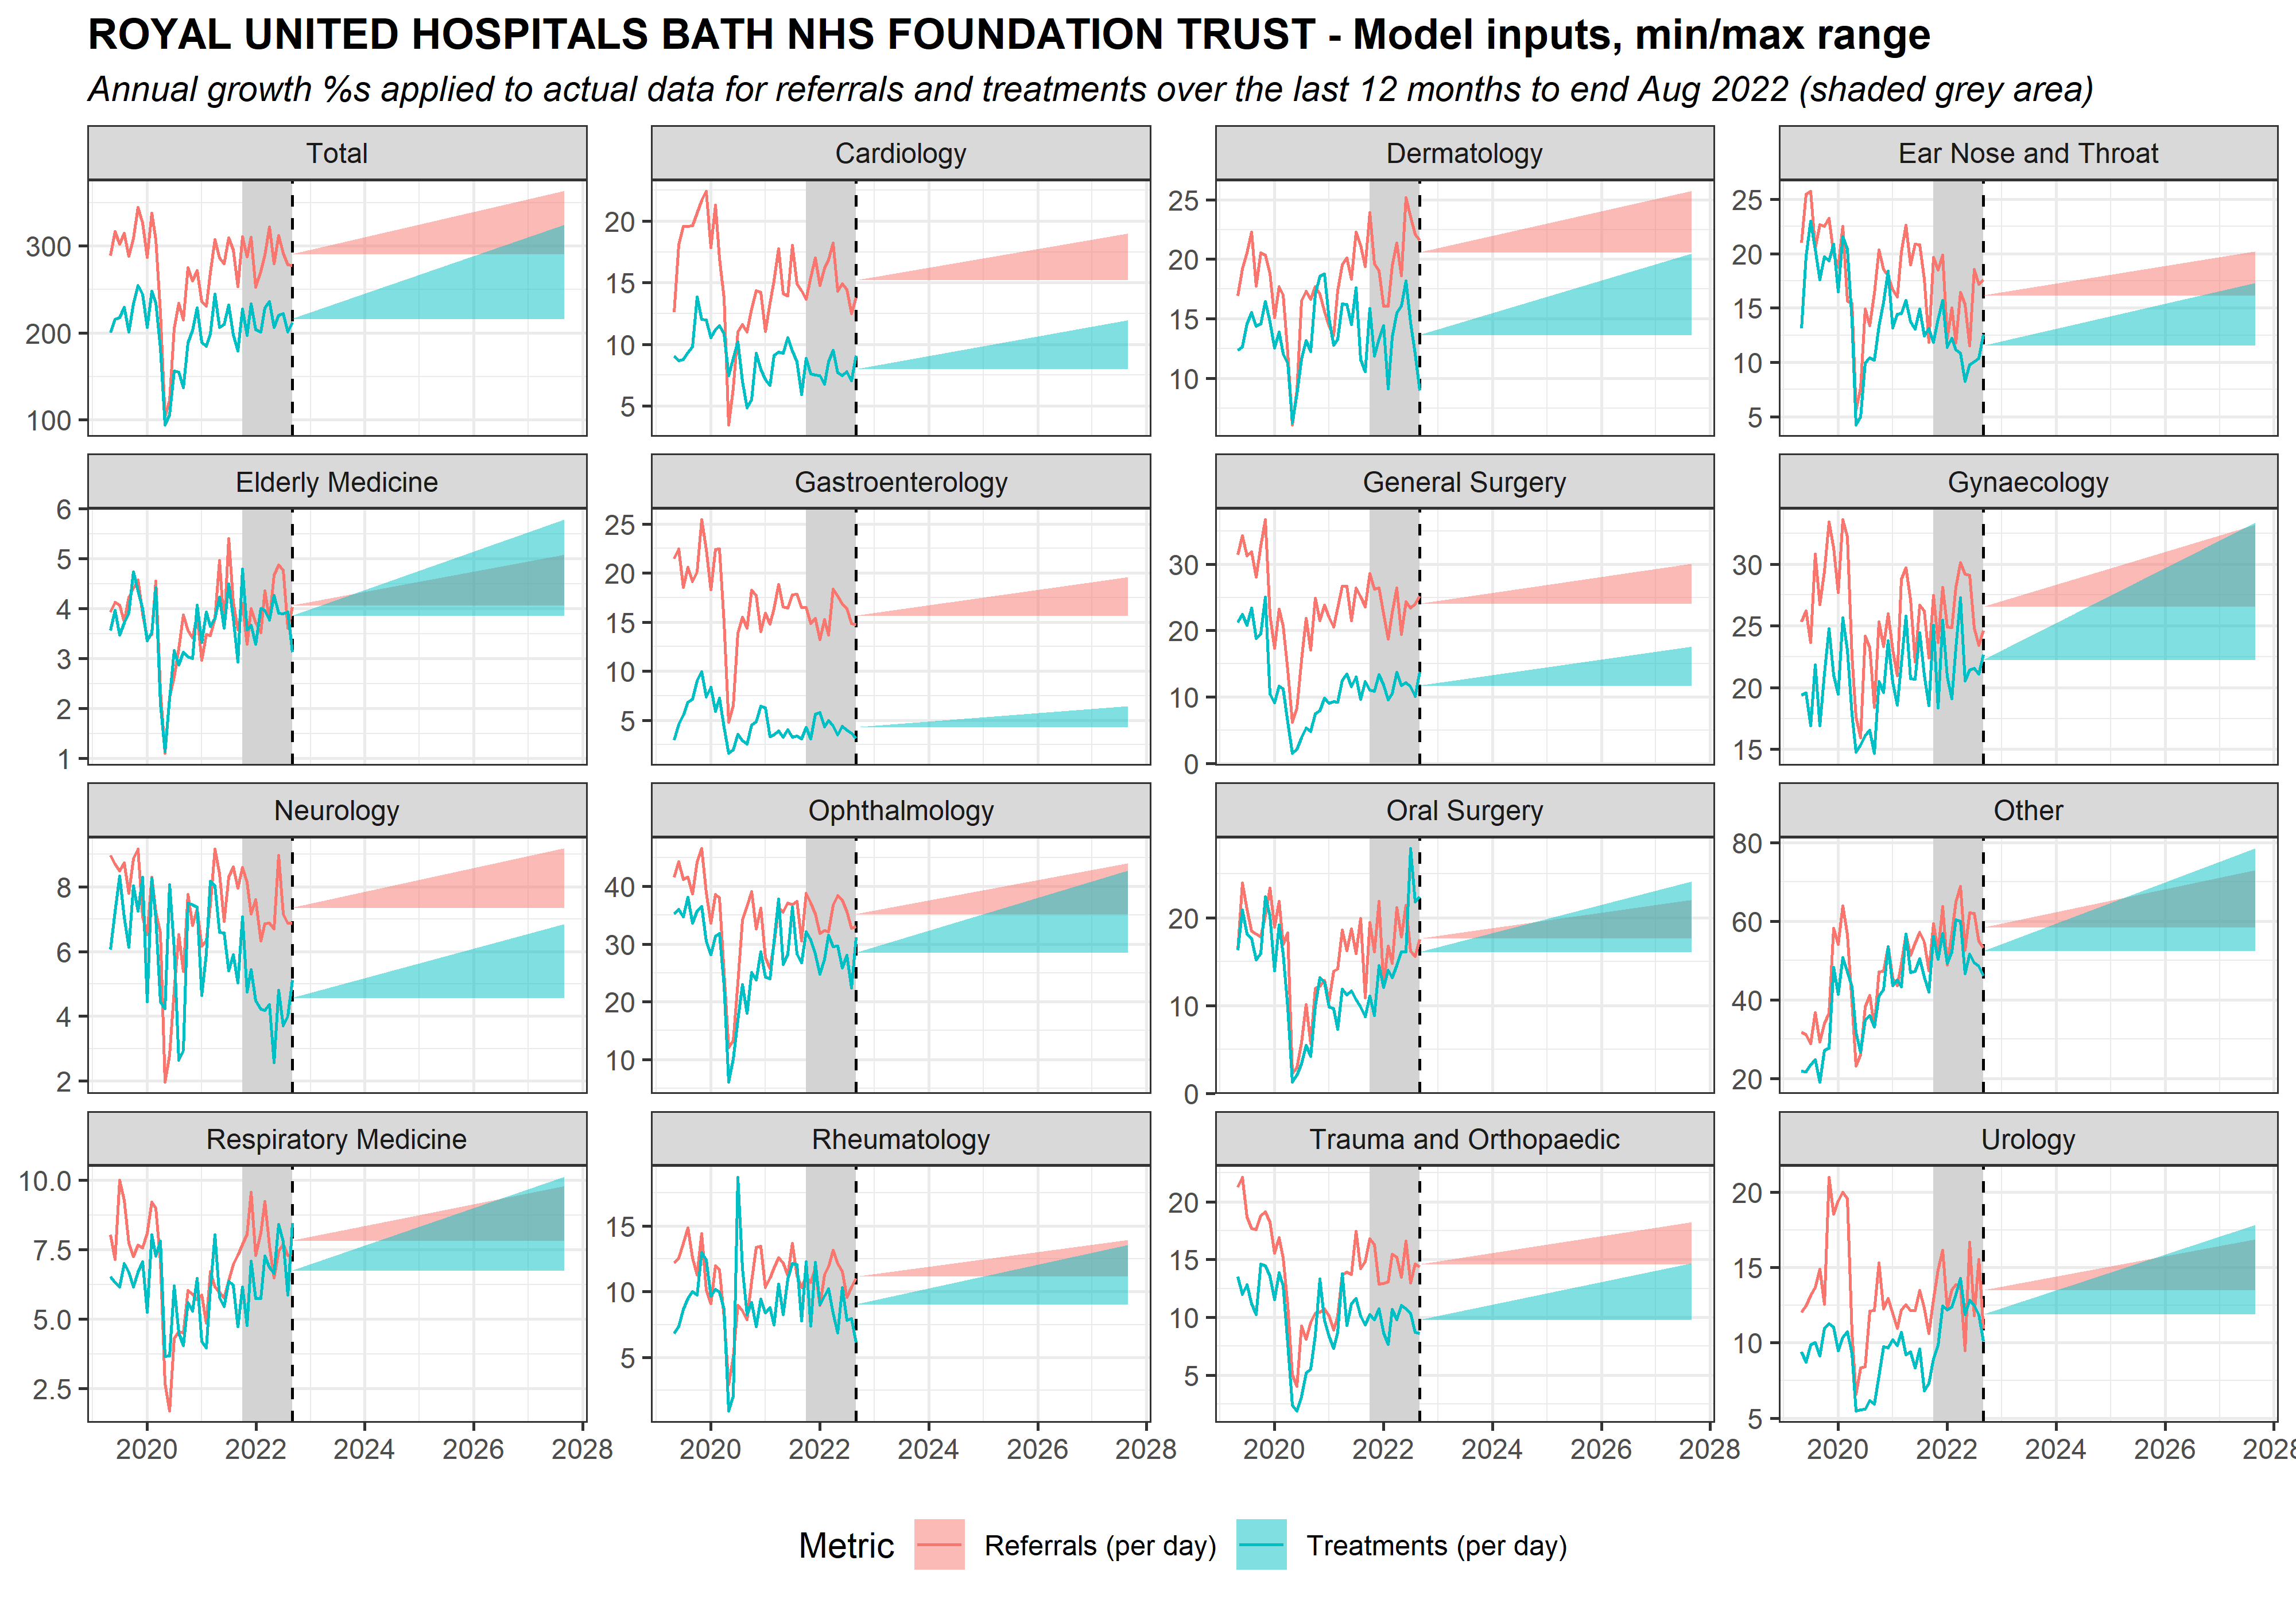 ROYAL UNITED HOSPITALS BATH NHS FOUNDATION TRUST - Model inputs, min/max range
Annual growth %s applied to actual data for referrals and treatments over the last 12 months to end Aug 2022 (shaded grey area)
Total Cardiology Dermatology Ear Nose and Throat
300 20 25 25
200 15 20 20
100 10 15 15
5 10 10
5
Elderly Medicine Gastroenterology General Surgery Gynaecology
6 25 30 30
5 20 20 25
4 15 10 20
3 10 0 15
2 5
1
Neurology Ophthalmology Oral Surgery Other
8 40 20 80
6 30 10 60
4 20 0 40
2 10 20
Respiratory Medicine Rheumatology Trauma and Orthopaedic Urology
10.0 15 20 20
7.5 10 15 15
5.0 5 10 10
2.5 5 5
2020 2022 2024 2026 2028 2020 2022 2024 2026 2028 2020 2022 2024 2026 2028 2020 2022 2024 2026 2028
Metric Referrals (per day) Treatments (per day)